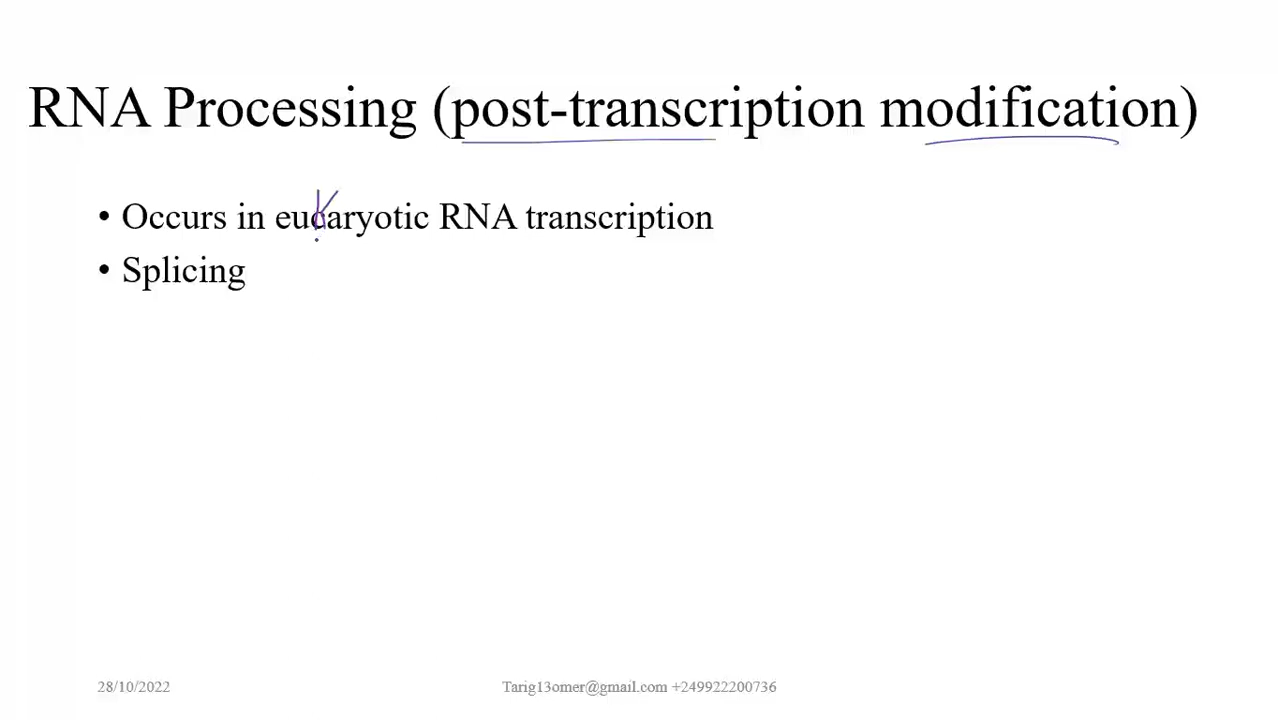 RNA Processing (post-transcription modification)
• Occurs in eucaryotic RNA transcription
K
• Splicing
28/10/2022
Tarig13omer@gmail.com +249922200736